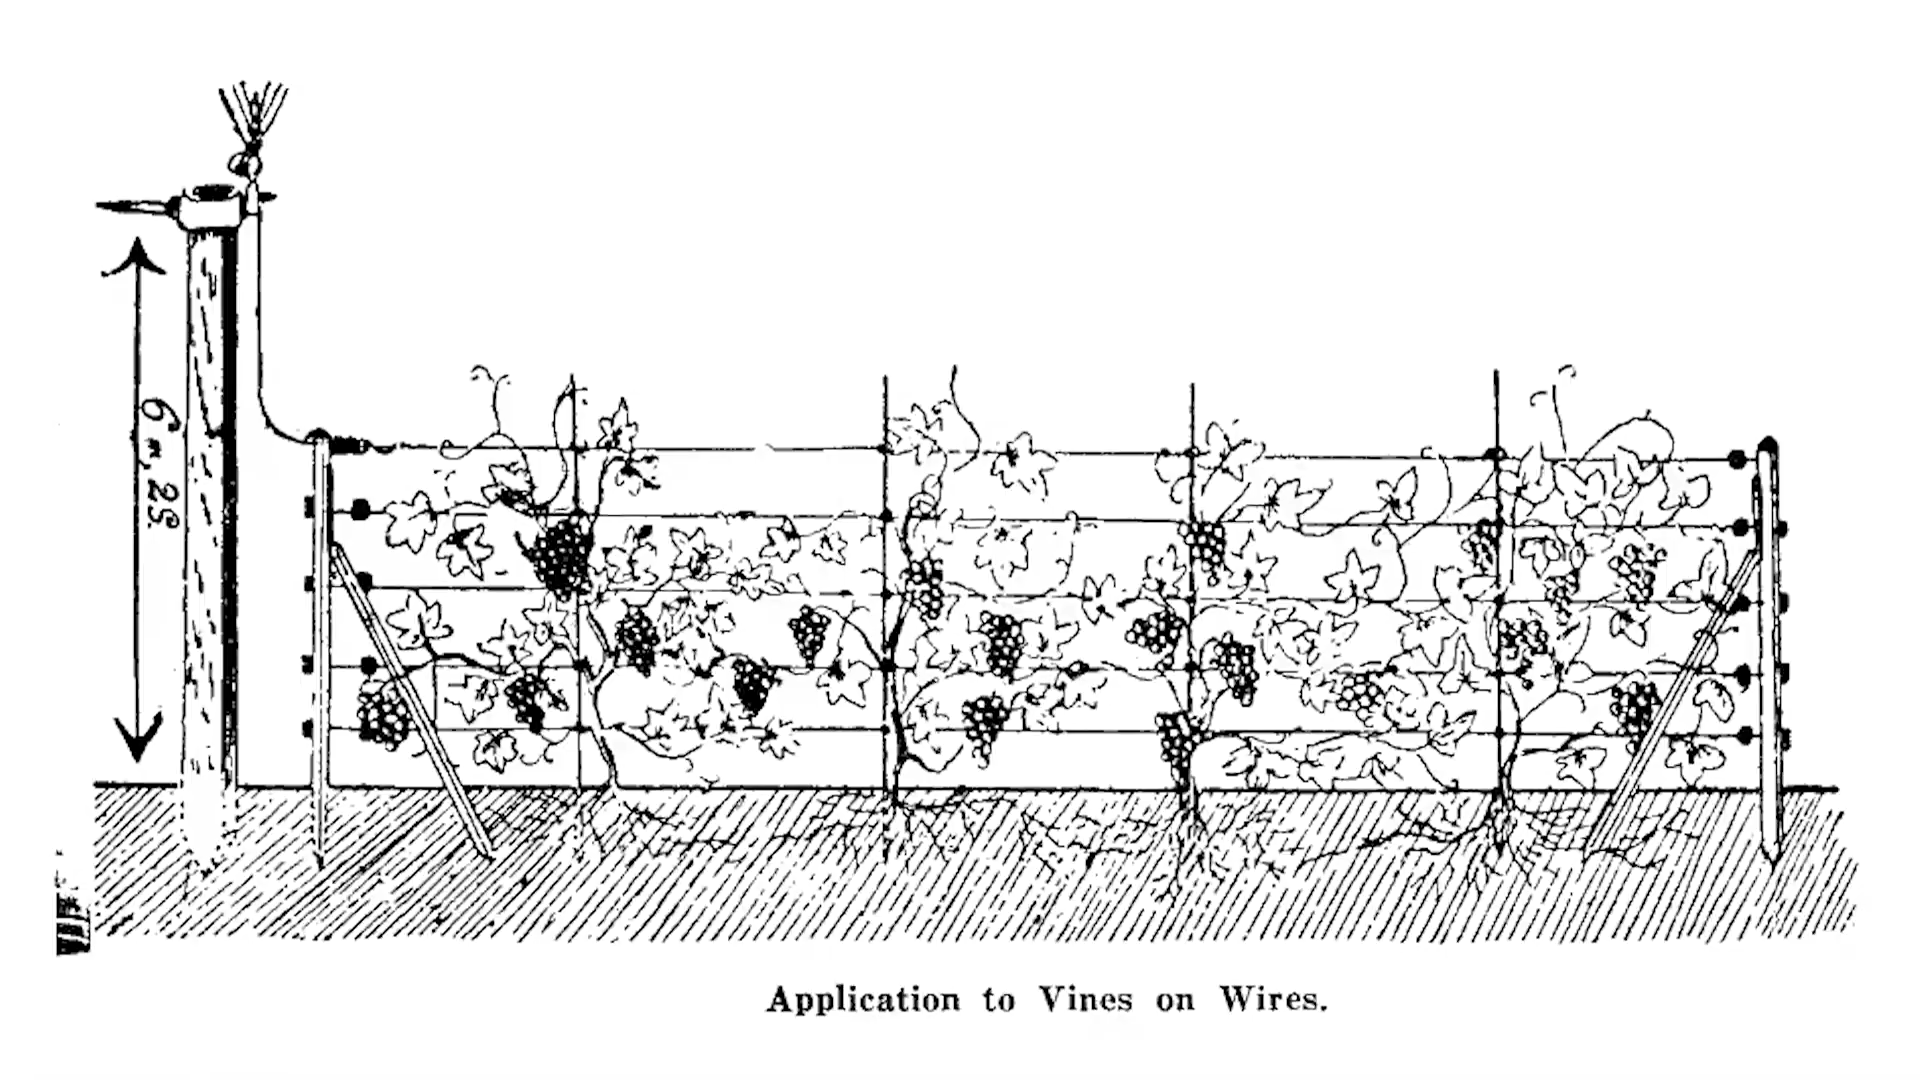 6ᵐ,25.
Application to Vines on Wires.